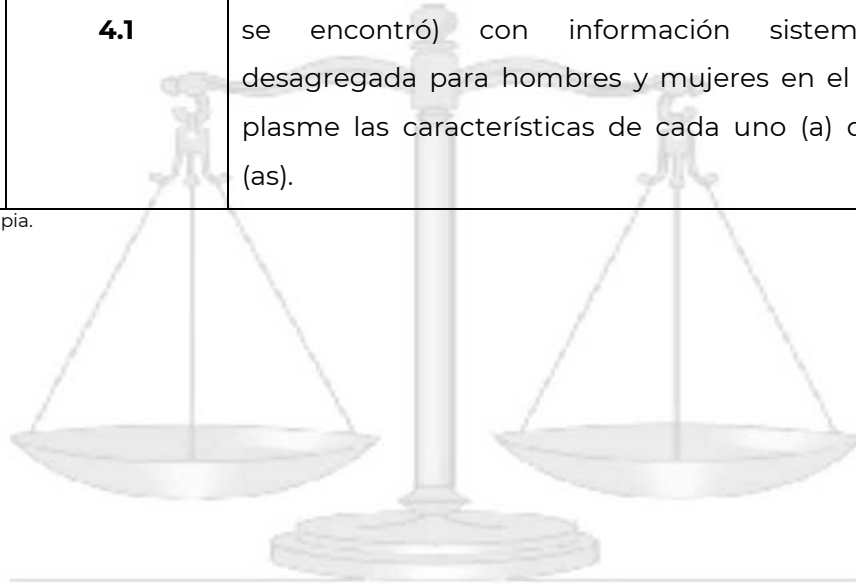 4.1
se encontró) con información sistem
desagregada para hombres y mujeres en el
plasme las características de cada uno (a)
(as).
pia.